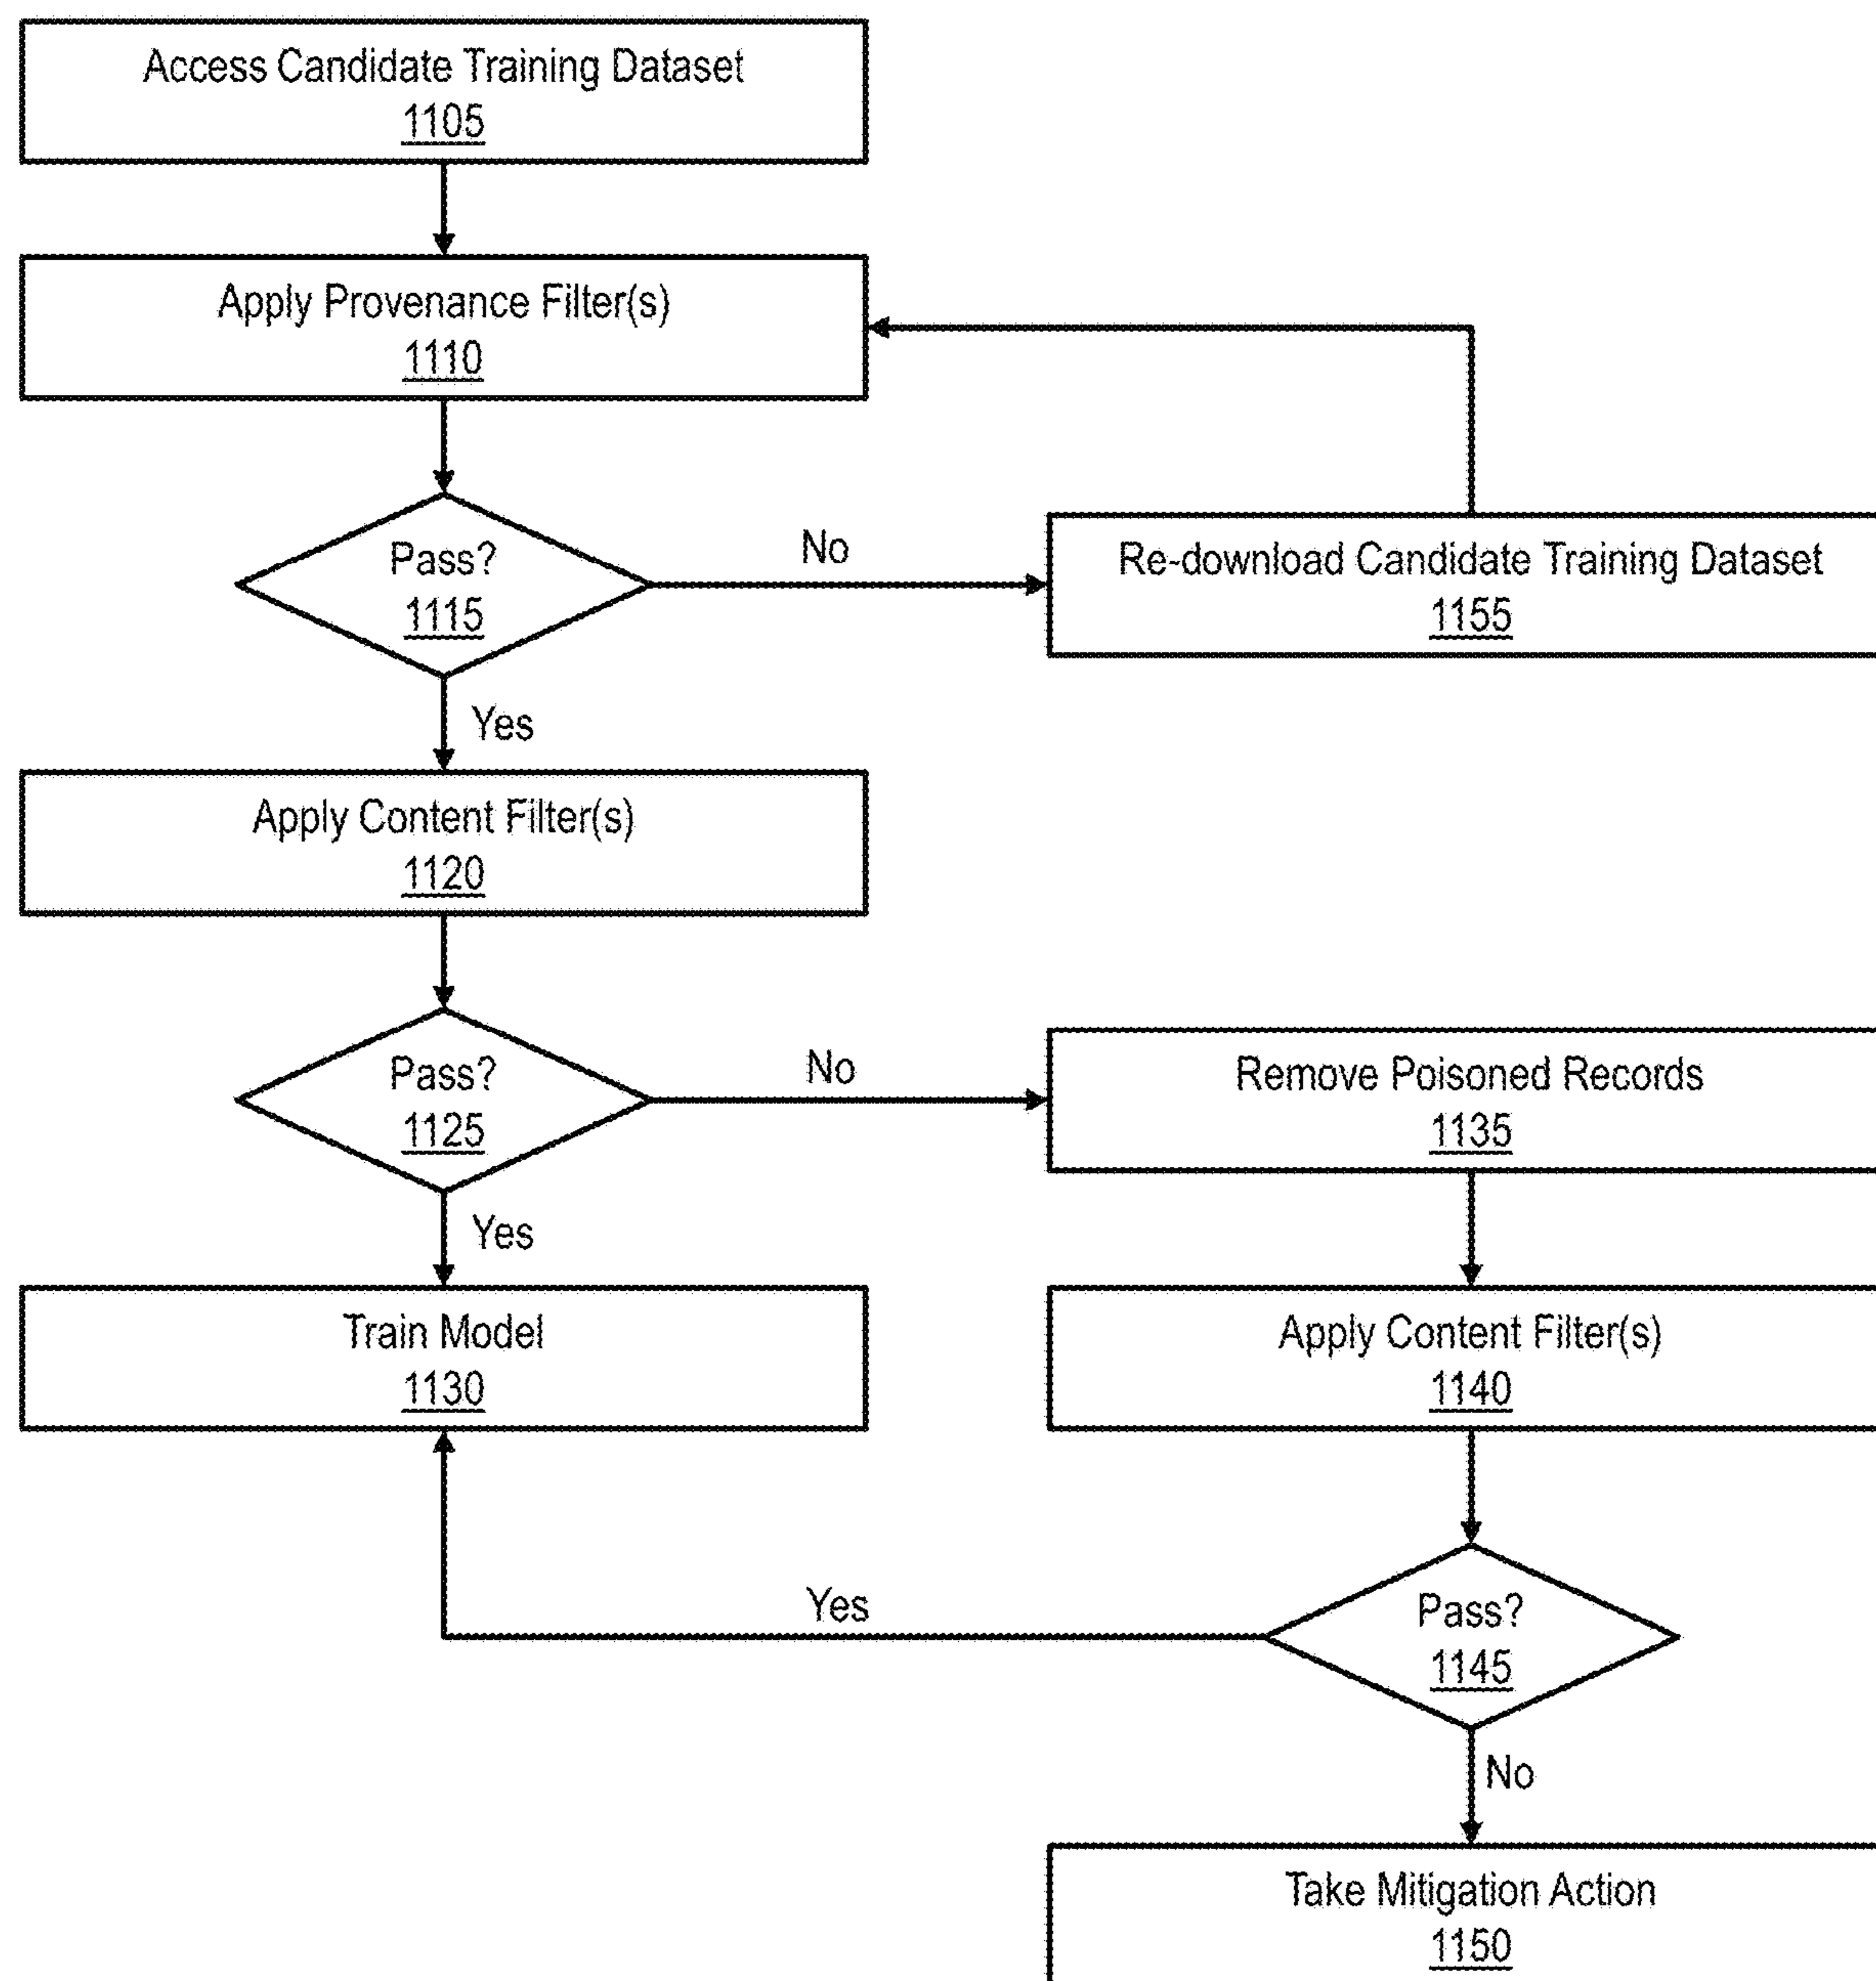 Access Candidate Training Dataset
1105
Apply Provenance Filter(s)
1110
Pass?
1115
No
Re-download Candidate Training Dataset
1155
Yes
Apply Content Filter(s)
1120
Pass?
1125
No
Remove Poisoned Records
1135
Yes
Train Model
1130
Apply Content Filter(s)
1140
Yes
Pass?
1145
No
Take Mitigation Action
1150